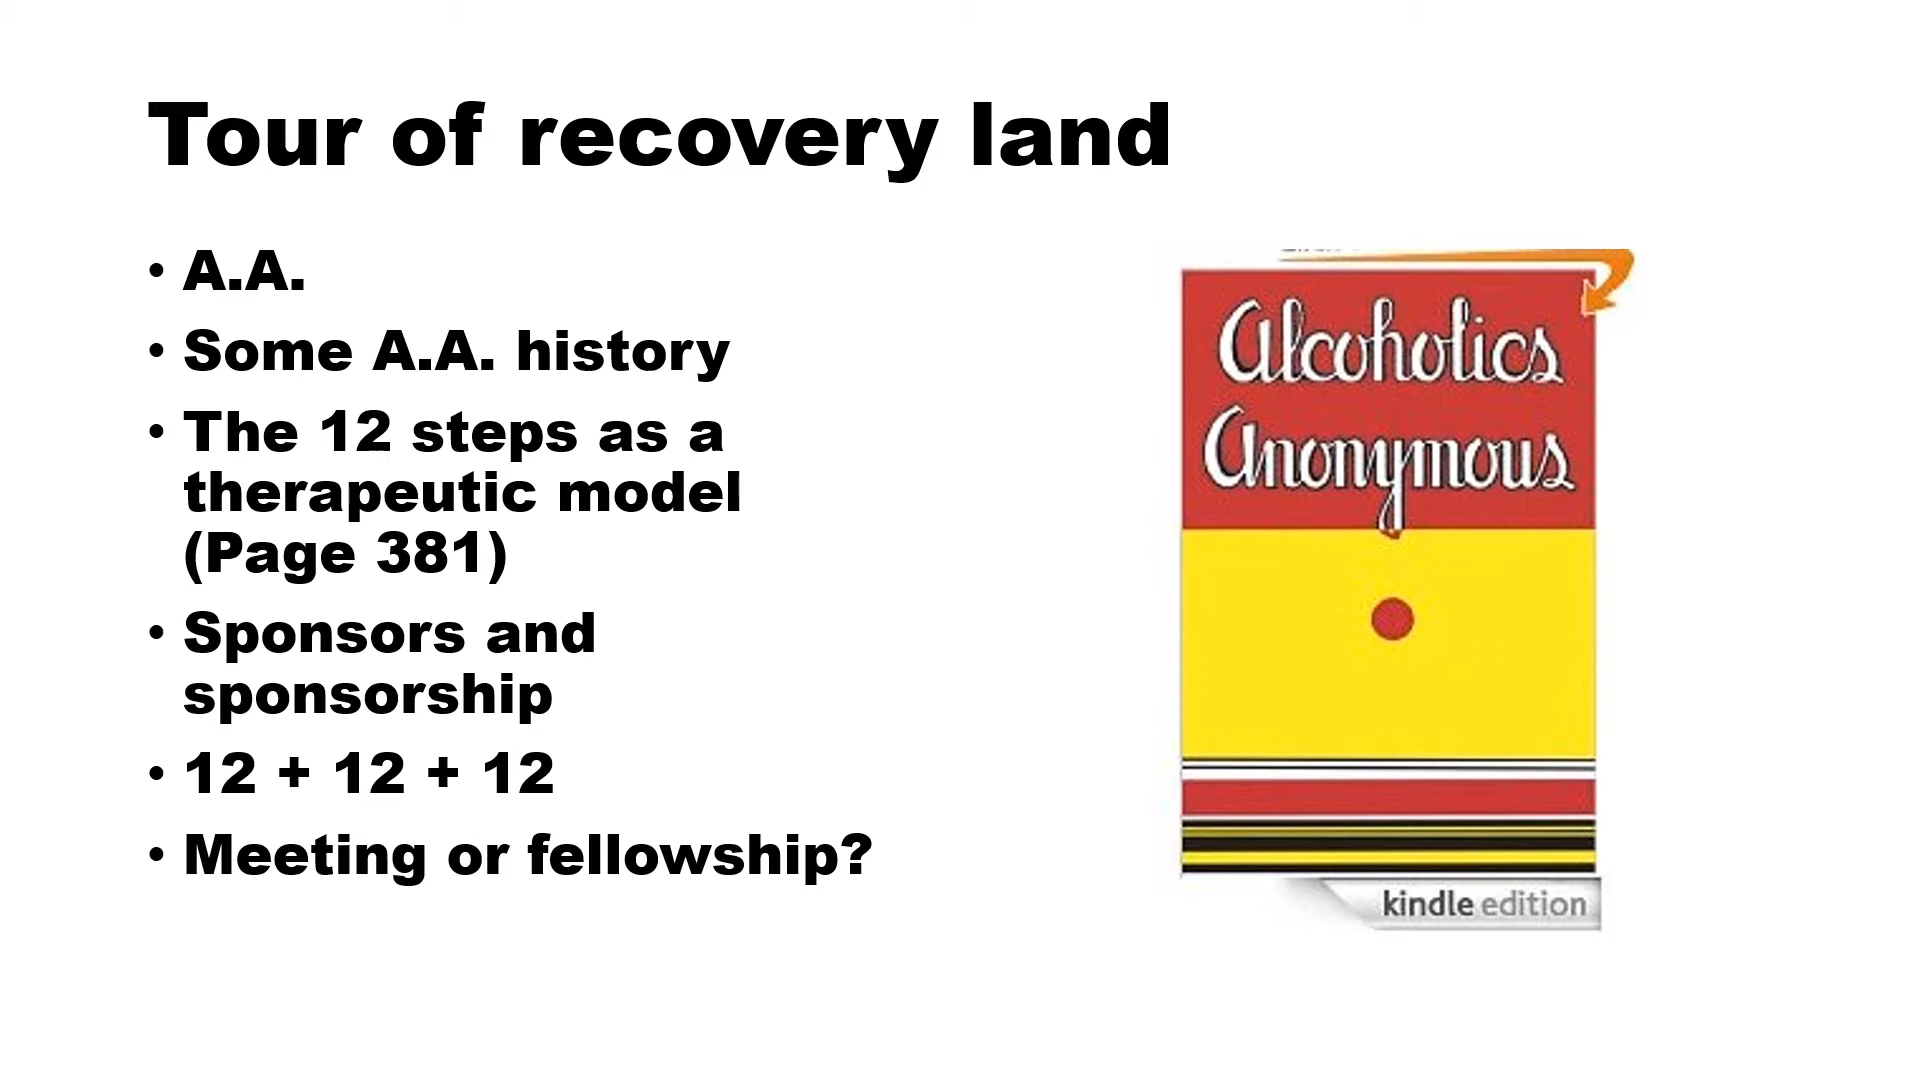 Tour of recovery land
• A.A.
• Some A.A. history
• The 12 steps as a
therapeutic model
(Page 381)
• Sponsors and
sponsorship
• 12 + 12 + 12
• Meeting or fellowship?
Alcoholics
Anonymous
kindle edition